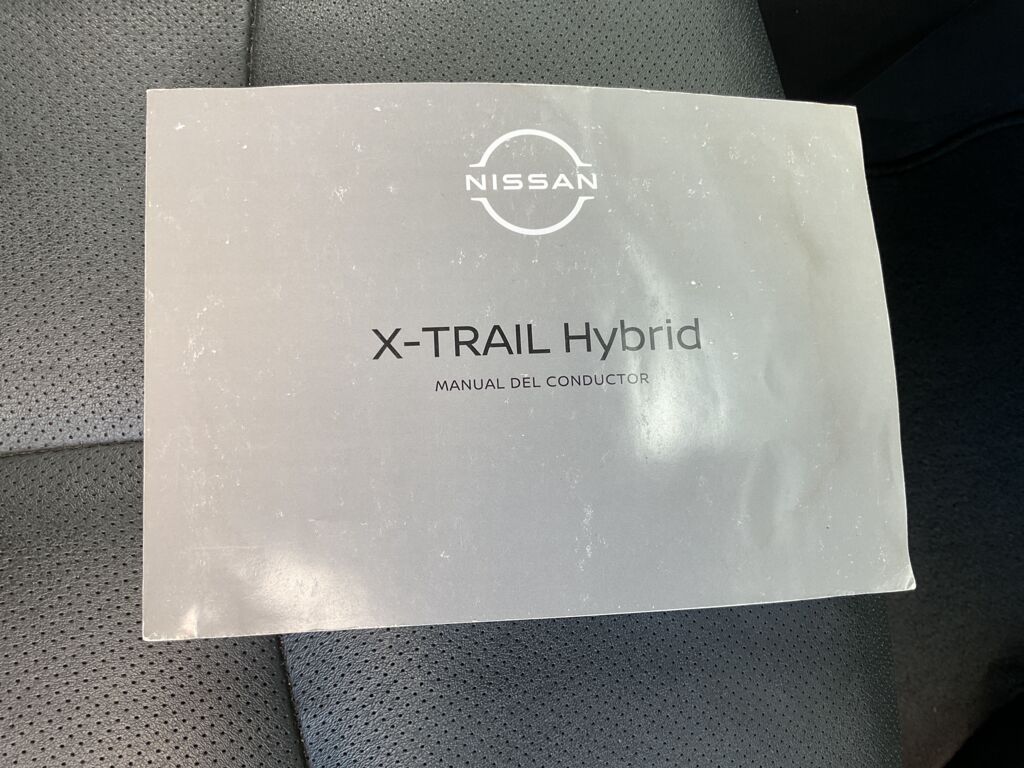 NISSAN
X-TRAIL Hybrid
MANUAL DEL CONDUCTOR